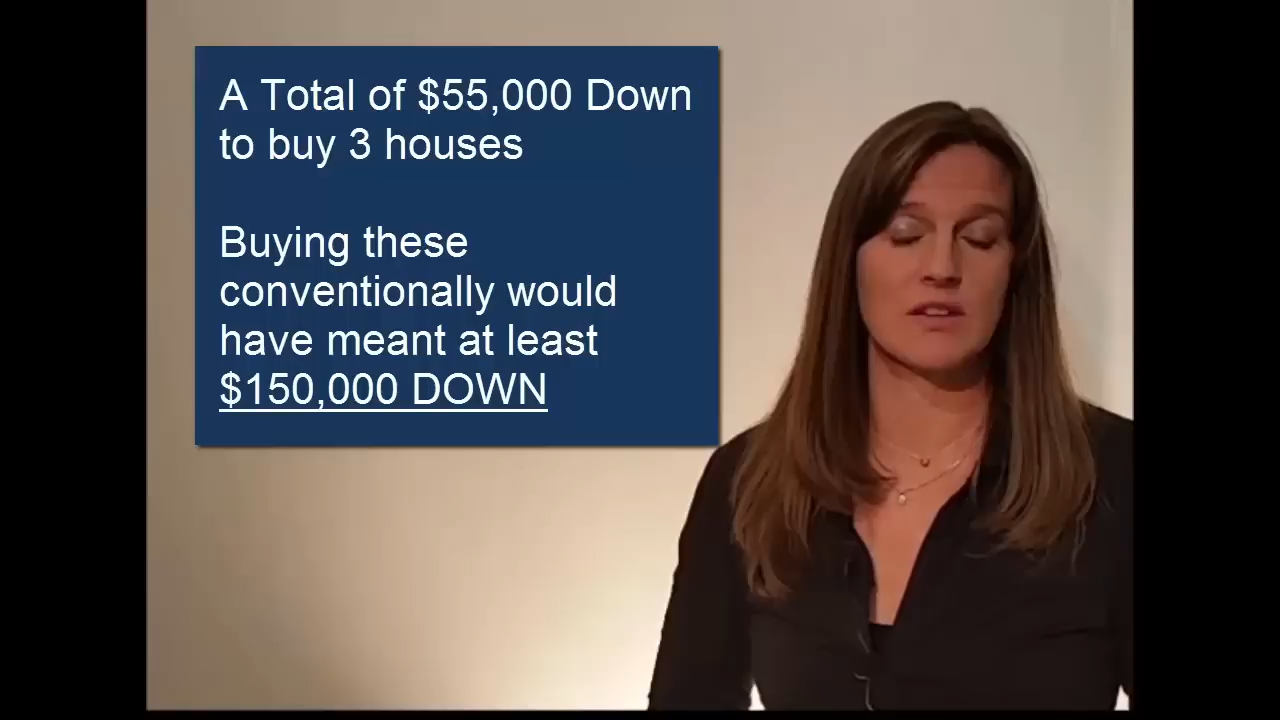 A Total of $55,000 Down
to buy 3 houses
Buying these
conventionally would
have meant at least
$150,000 DOWN